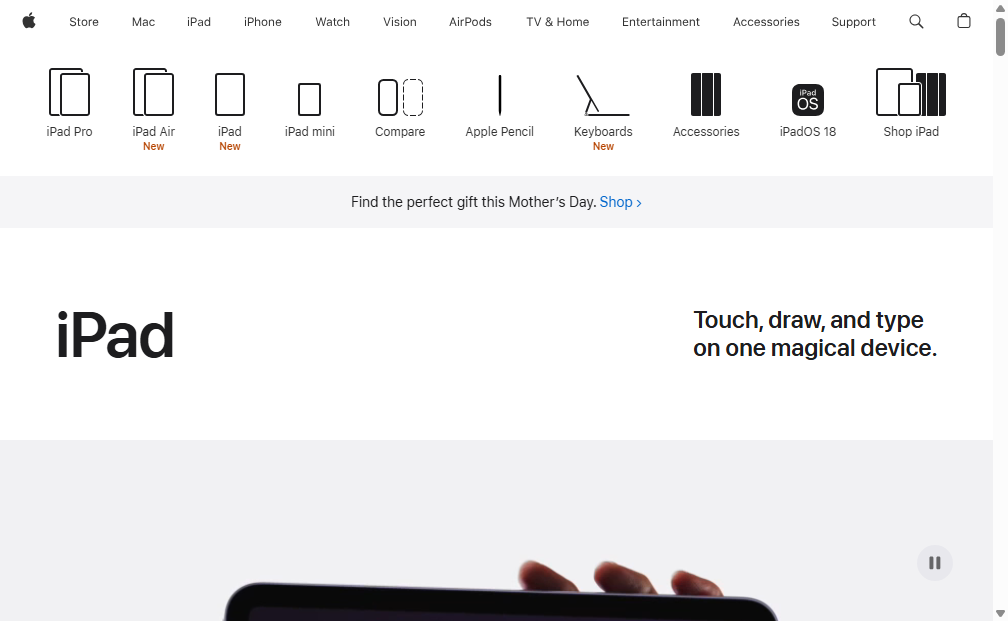 Store Mac iPad iPhone Watch Vision AirPods TV & Home Entertainment Accessories Support
iPad Pro
iPad Air
New
iPad
New
iPad mini
Compare
Apple Pencil
Keyboards
New
Accessories
iPad
OS
iPadOS 18
Shop iPad
Find the perfect gift this Mother's Day. Shop >
iPad
Touch, draw, and type
on one magical device.